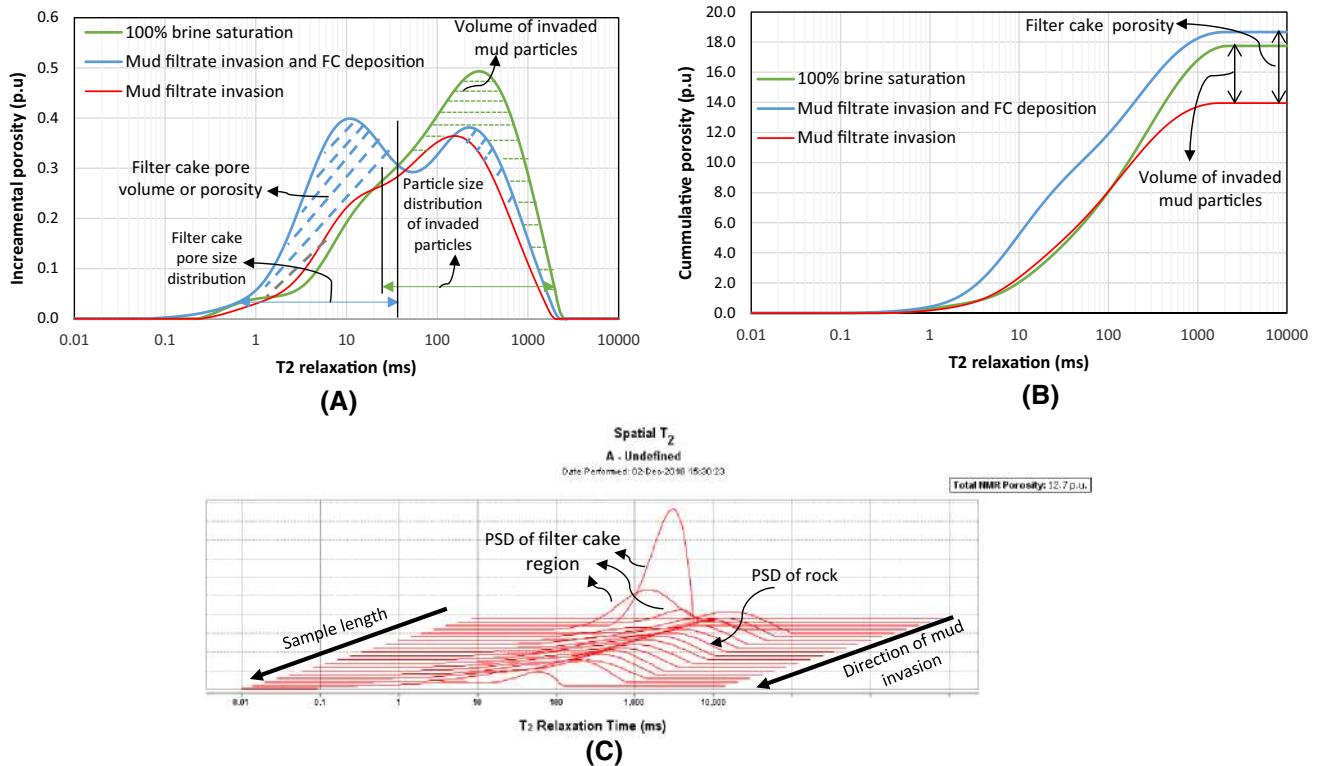 100% brine saturation
Mud filtrate invasion and FC deposition
Mud filtrate invasion
Volume of invaded
mud particles
Filter cake pore
volume or porosity
Filter cake
pore size
distribution
Particle size
distribution
of invaded
particles
Increamental porosity (p.u)
0.6
0.5
0.4
0.3
0.2
0.1
0.0
0.01
0.1
1
10
100
1000
10000
T2 relaxation (ms)
(A)
Filter cake
porosity
100% brine saturation
Mud filtrate invasion and FC deposition
Mud filtrate invasion
Volume of invaded
mud particles
Cummulative porosity (p.u)
20.0
18.0
16.0
14.0
12.0
10.0
8.0
6.0
4.0
2.0
0.0
0.01
0.1
1
10
100
1000
10000
T2 relaxation (ms)
(B)
Spatial T2
A - Undefined
Date Performed: 02-Dec-2016 15:30:23
Total NMR Porosity: 12.7 p.u.
PSD of filter cake
region
PSD of rock
Sample length
Direction of mud
invasion
0.01
0.1
1
10
100
1,000
10,000
T2 Relaxation Time (ms)
(C)